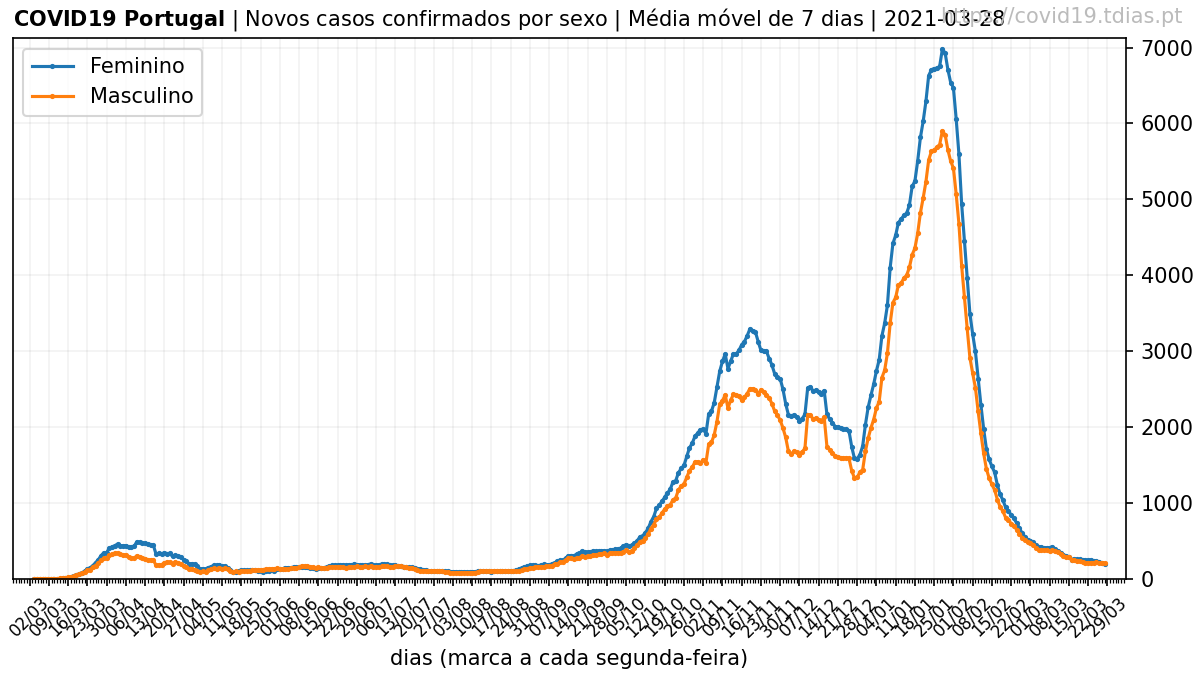 COVID19 Portugal | Novos casos confirmados por sexo | Média móvel de 7 dias | 2021-03-28
https://covid19.tdias.pt
Feminino
Masculino
7000
6000
5000
4000
3000
2000
1000
0
02/03 09/03 16/03 23/03 30/03 06/04 13/04 20/04 27/04 04/05 11/05 18/05 25/05 01/06 08/06 15/06 22/06 29/06 06/07 13/07 20/07 27/07 03/08 10/08 17/08 24/08 31/08 07/09 14/09 21/09 28/09 05/10 12/10 19/10 26/10 02/11 09/11 16/11 23/11 30/11 07/12 14/12 21/12 28/12 04/01 11/01 18/01 25/01 01/02 08/02 15/02 22/02 01/03 08/03 15/03 22/03 29/03
dias (marca a cada segunda-feira)